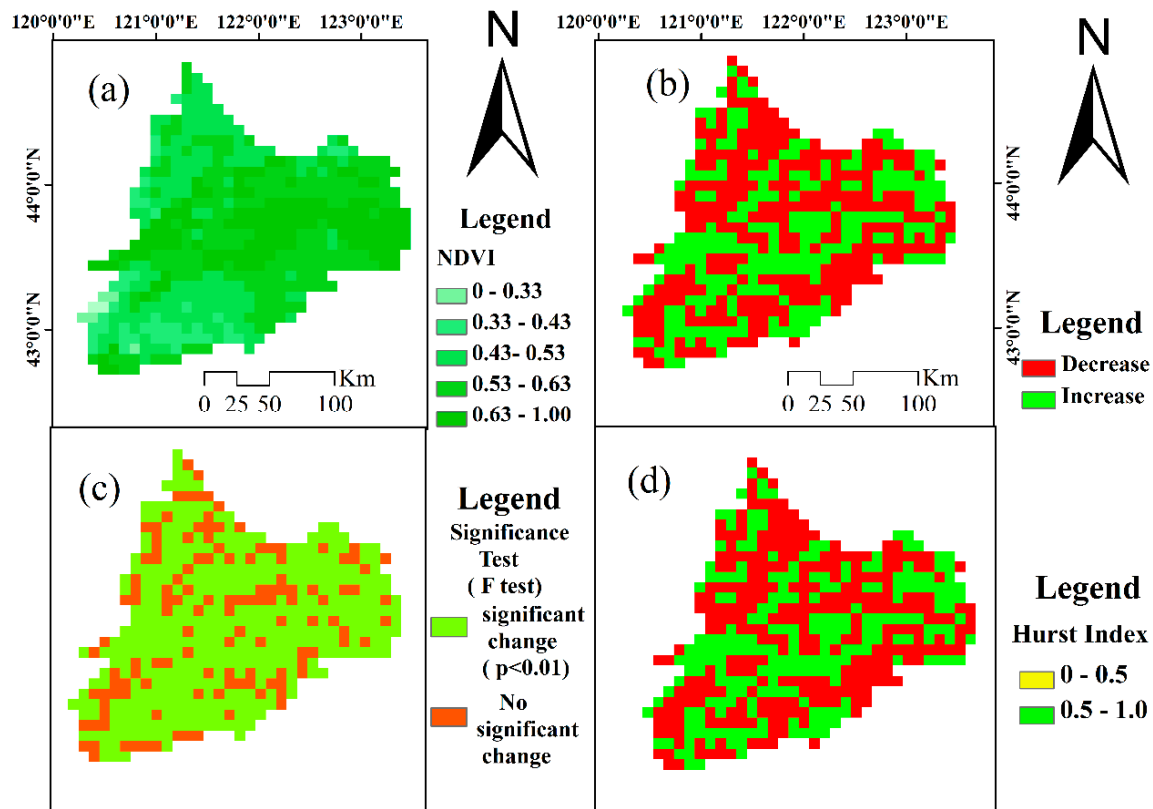 120°0'0"E 121°0'0"E 122°0'0"E 123°0'0"E
120°0'0"E 121°0'0"E 122°0'0"E 123°0'0"E
(a)
N
44°0'0"N
43°0'0"N
Legend
NDVI
0 - 0.33
0.33 - 0.43
0.43- 0.53
0.53 - 0.63
0.63 - 1.00
Km
0 25 50 100
(b)
N
44°0'0"N
43°0'0"N
Legend
Decrease
Increase
Km
0 25 50 100
(c)
Legend
Significance
Test
( F test)
significant
change
( p<0.01)
No
significant
change
(d)
Legend
Hurst Index
0 - 0.5
0.5 - 1.0